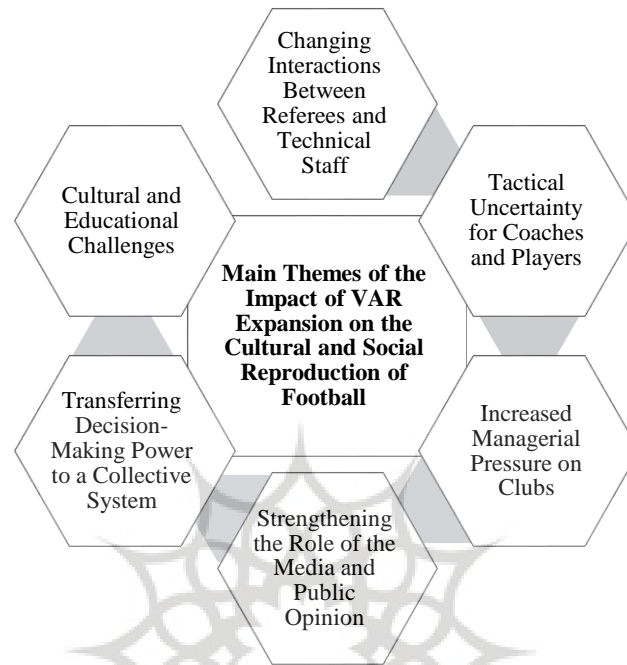 Changing
Interactions
Between
Referees and
Technical
Staff
Tactical
Uncertainty
for Coaches
and Players
Cultural and
Educational
Challenges
Main Themes of the
Impact of VAR
Expansion on the
Cultural and Social
Reproduction of
Football
Increased
Managerial
Pressure on
Clubs
Transferring
Decision-
Making Power
to a Collective
System
Strengthening
the Role of the
Media and
Public
Opinion